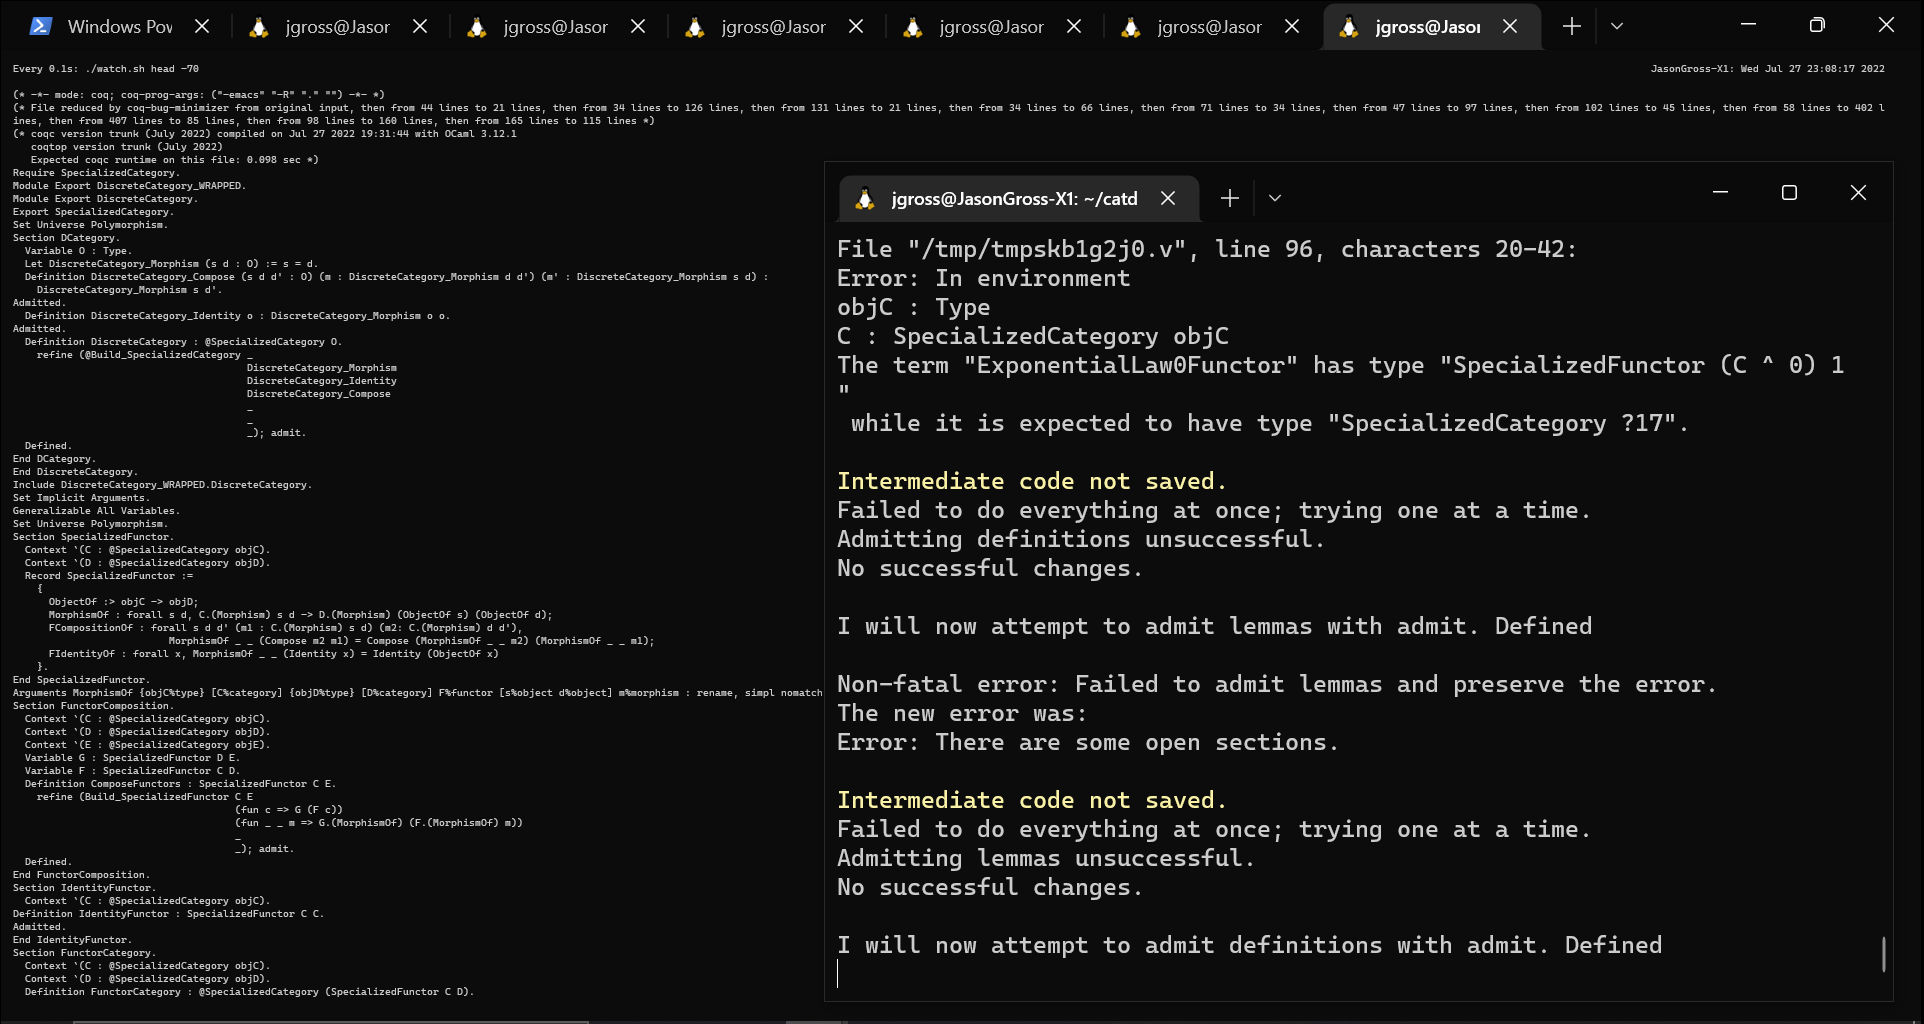 Windows Pov
jgross@Jasor
jgross@Jasor
jgross@Jasor
jgross@Jasor
jgross@Jasor
jgross@Jasor
Every 0.1s: ./watch.sh head -70
JasonGross-X1: Wed Jul 27 23:08:17 2022
(* -*- mode: coq; coq-prog-args: ("-emacs" "-R" "." "") -*- *)
(* File reduced by coq-bug-minimizer from original input, then from 44 lines to 21 lines, then from 34 lines to 126 lines, then from 131 lines to 21 lines, then from 34 lines to 66 lines, then from 71 lines to 34 lines, then from 47 lines to 97 lines, then from 102 lines to 45 lines, then from 58 lines to 402 l
ines, then from 407 lines to 85 lines, then from 98 lines to 160 lines, then from 165 lines to 115 lines *)
(* coqc version trunk (July 2022) compiled on Jul 27 2022 19:31:44 with OCaml 3.12.1
   coqtop version trunk (July 2022)
   Expected coqc runtime on this file: 0.098 sec *)
Require SpecializedCategory.
Module Export DiscreteCategory_WRAPPED.
Module Export DiscreteCategory.
Export SpecializedCategory.
Set Universe Polymorphism.
Section DCategory.
  Variable O : Type.
  Let DiscreteCategory_Morphism (s d : O) := s = d.
  Definition DiscreteCategory_Compose (s d d' : O) (m : DiscreteCategory_Morphism d d') (m' : DiscreteCategory_Morphism s d) :
    DiscreteCategory_Morphism s d'.
Admitted.
  Definition DiscreteCategory_Identity o : DiscreteCategory_Morphism o o.
Admitted.
  Definition DiscreteCategory : @SpecializedCategory O.
    refine (@Build_SpecializedCategory _
                                       DiscreteCategory_Morphism
                                       DiscreteCategory_Identity
                                       DiscreteCategory_Compose
                                       _
                                       _
                                       _); admit.
  Defined.
End DCategory.
End DiscreteCategory.
Include DiscreteCategory_WRAPPED.DiscreteCategory.
Set Implicit Arguments.
Generalizable All Variables.
Set Universe Polymorphism.
Section SpecializedFunctor.
  Context `(C : @SpecializedCategory objC).
  Context `(D : @SpecializedCategory objD).
  Record SpecializedFunctor :=
    {
      ObjectOf :> objC -> objD;
      MorphismOf : forall s d, C.(Morphism) s d -> D.(Morphism) (ObjectOf s) (ObjectOf d);
      FCompositionOf : forall s d d' (m1 : C.(Morphism) s d) (m2: C.(Morphism) d d'),
                          MorphismOf _ _ (Compose m2 m1) = Compose (MorphismOf _ _ m2) (MorphismOf _ _ m1);
      FIdentityOf : forall x, MorphismOf _ _ (Identity x) = Identity (ObjectOf x)
    }.
End SpecializedFunctor.
Arguments MorphismOf {objC%type} [C%category] {objD%type} [D%category] F%functor [s%object d%object] m%morphism : rename, simpl nomatch
Section FunctorComposition.
  Context `(C : @SpecializedCategory objC).
  Context `(D : @SpecializedCategory objD).
  Context `(E : @SpecializedCategory objE).
  Variable G : SpecializedFunctor D E.
  Variable F : SpecializedFunctor C D.
  Definition ComposeFunctors : SpecializedFunctor C E.
    refine (Build_SpecializedFunctor C E
                                     (fun c => G (F c))
                                     (fun _ _ m => G.(MorphismOf) (F.(MorphismOf) m))
                                     _
                                     _); admit.
  Defined.
End FunctorComposition.
Section IdentityFunctor.
  Context `(C : @SpecializedCategory objC).
Definition IdentityFunctor : SpecializedFunctor C C.
Admitted.
End IdentityFunctor.
Section FunctorCategory.
  Context `(C : @SpecializedCategory objC).
  Context `(D : @SpecializedCategory objD).
  Definition FunctorCategory : @SpecializedCategory (SpecializedFunctor C D).
jgross@JasonGross-X1: ~/catd
File "/tmp/tmpskb1g2j0.v", line 96, characters 20-42:
Error: In environment
objC : Type
C : SpecializedCategory objC
The term "ExponentialLaw0Functor" has type "SpecializedFunctor (C ^ 0) 1
"
 while it is expected to have type "SpecializedCategory ?17".
Intermediate code not saved.
Failed to do everything at once; trying one at a time.
Admitting definitions unsuccessful.
No successful changes.
I will now attempt to admit lemmas with admit. Defined
Non-fatal error: Failed to admit lemmas and preserve the error.
The new error was:
Error: There are some open sections.
Intermediate code not saved.
Failed to do everything at once; trying one at a time.
Admitting lemmas unsuccessful.
No successful changes.
I will now attempt to admit definitions with admit. Defined